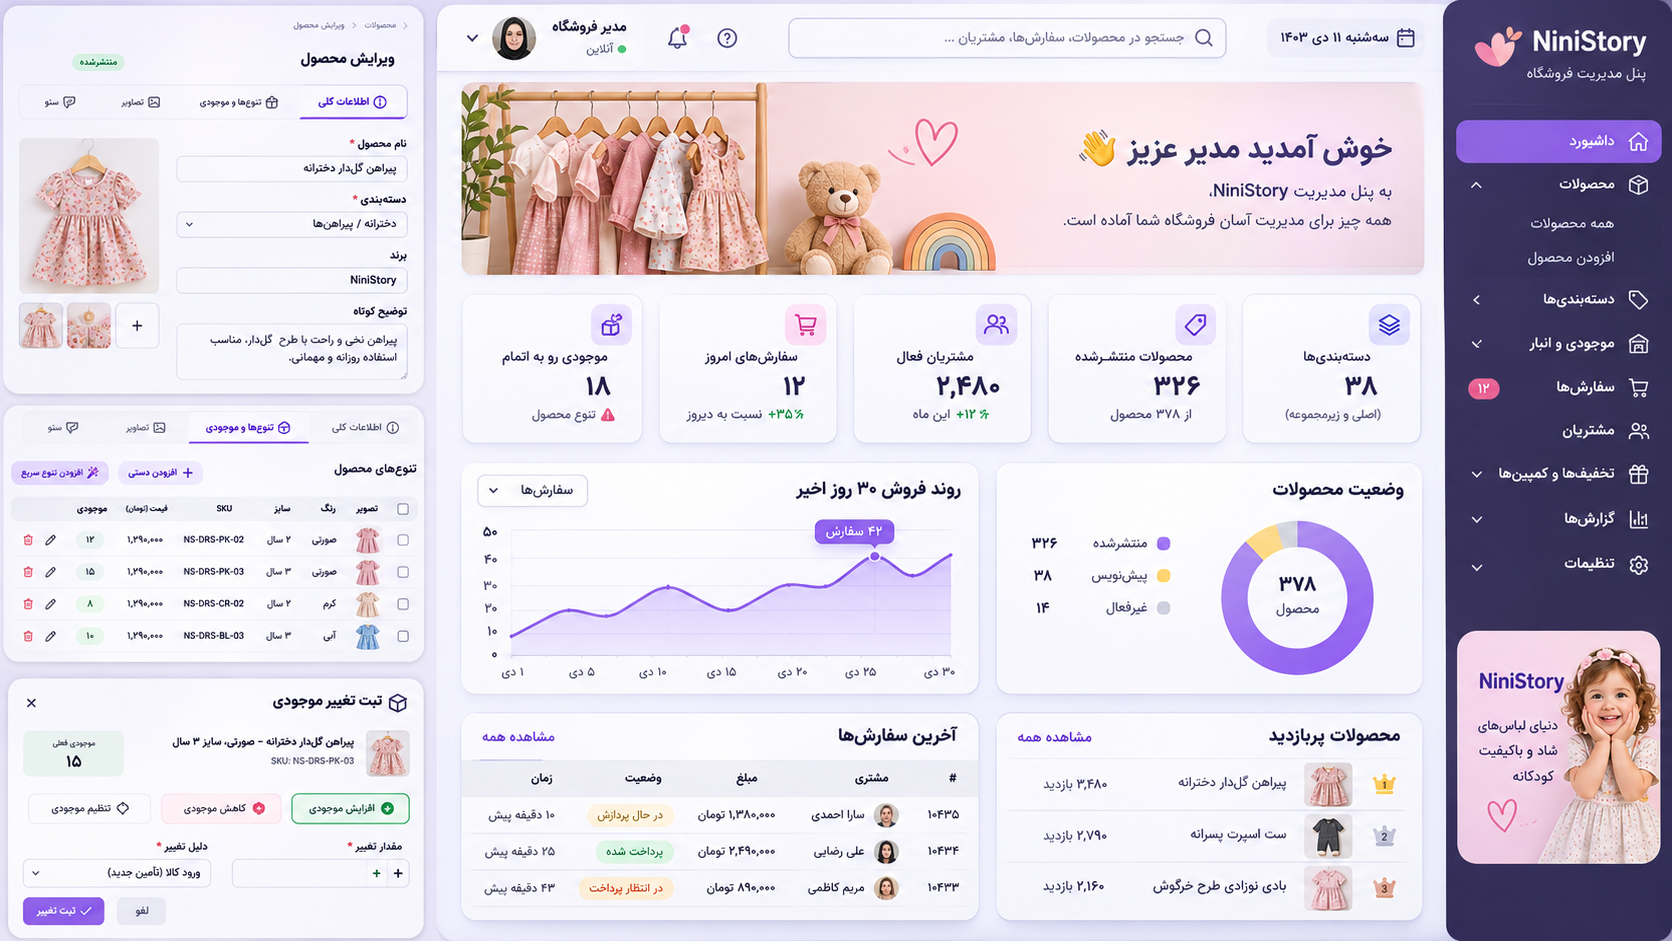 NiniStory
پنل مدیریت فروشگاه
داشبورد
محصولات
همه محصولات
افزودن محصول
دسته‌بندی‌ها
موجودی و انبار
سفارش‌ها
۱۲
مشتریان
تخفیف‌ها و کمپین‌ها
گزارش‌ها
تنظیمات
NiniStory
دنیای لباس‌های
شاد و باکیفیت
کودکانه
سه‌شنبه ۱۱ دی ۱۴۰۳
جستجو در محصولات، سفارش‌ها، مشتریان ...
مدیر فروشگاه
آنلاین
خوش آمدید مدیر عزیز
به پنل مدیریت NiniStory،
همه چیز برای مدیریت آسان فروشگاه شما آماده است.
دسته‌بندی‌ها
۳۸
(اصلی و زیرمجموعه)
محصولات منتشرشده
۳۲۶
از ۳۷۸ محصول
مشتریان فعال
۲,۴۸۰
+۱۲٪ این ماه
سفارش‌های امروز
۱۲
+۳۵٪ نسبت به دیروز
موجودی رو به اتمام
۱۸
تنوع محصول
وضعیت محصولات
۳۷۸
محصول
منتشرشده ۳۲۶
پیش‌نویس ۳۸
غیرفعال ۱۴
روند فروش ۳۰ روز اخیر
سفارش‌ها
۴۲ سفارش
۵۰
۴۰
۳۰
۲۰
۱۰
۰
۱ دی ۵ دی ۱۰ دی ۱۵ دی ۲۰ دی ۲۵ دی ۳۰ دی
محصولات پربازدید
مشاهده همه
1 پیراهن گل‌دار دخترانه ۳,۴۸۰ بازدید
2 ست اسپرت پسرانه ۲,۷۹۰ بازدید
3 بادی نوزادی طرح خرگوش ۲,۱۶۰ بازدید
آخرین سفارش‌ها
مشاهده همه
# مشتری مبلغ وضعیت زمان
۱۰۴۳۵ سارا احمدی ۱,۳۸۰,۰۰۰ تومان در حال پردازش ۱۰ دقیقه پیش
۱۰۴۳۴ علی رضایی ۲,۴۹۰,۰۰۰ تومان پرداخت شده ۲۵ دقیقه پیش
۱۰۴۳۳ مریم کاظمی ۸۹۰,۰۰۰ تومان در انتظار پرداخت ۴۳ دقیقه پیش
محصولات
ویرایش محصول
ویرایش محصول
منتشرشده
اطلاعات کلی
تنوع‌ها و موجودی
تصاویر
سئو
نام محصول *
پیراهن گل‌دار دخترانه
دسته‌بندی *
دخترانه / پیراهن‌ها
برند
NiniStory
توضیح کوتاه
پیراهن نخی و راحت با طرح گل‌دار، مناسب
استفاده روزانه و مهمانی.
اطلاعات کلی
تنوع‌ها و موجودی
تصاویر
سئو
تنوع‌های محصول
افزودن دستی
افزودن تنوع سریع
تصویر رنگ سایز SKU قیمت (تومان) موجودی
صورتی ۲ سال NS-DRS-PK-02 ۱,۲۹۰,۰۰۰ ۱۲
صورتی ۳ سال NS-DRS-PK-03 ۱,۲۹۰,۰۰۰ ۱۵
کرم ۲ سال NS-DRS-CR-02 ۱,۲۹۰,۰۰۰ ۸
آبی ۳ سال NS-DRS-BL-03 ۱,۲۹۰,۰۰۰ ۱۰
ثبت تغییر موجودی
پیراهن گل‌دار دخترانه – صورتی، سایز ۳ سال
SKU: NS-DRS-PK-03
موجودی فعلی
۱۵
افزایش موجودی
کاهش موجودی
تنظیم موجودی
مقدار تغییر *
دلیل تغییر *
ورود کالا (تأمین جدید)
لغو
ثبت تغییر